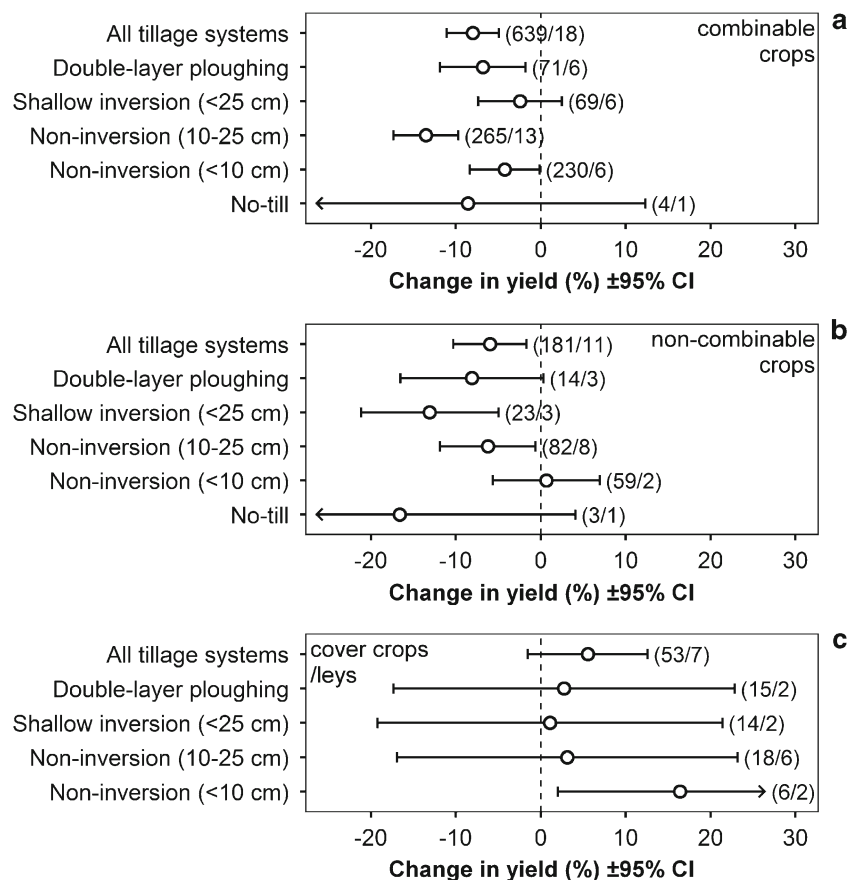 a
All tillage systems (639/18) combinable
crops
Double-layer ploughing (71/6)
Shallow inversion (<25 cm) (69/6)
Non-inversion (10-25 cm) (265/13)
Non-inversion (<10 cm) (230/6)
No-till (4/1)
-20 -10 0 10 20 30
Change in yield (%) ±95% CI
b
All tillage systems (181/11) non-combinable
crops
Double-layer ploughing (14/3)
Shallow inversion (<25 cm) (23/3)
Non-inversion (10-25 cm) (82/8)
Non-inversion (<10 cm) (59/2)
No-till (3/1)
-20 -10 0 10 20 30
Change in yield (%) ±95% CI
c
cover crops
/leys
All tillage systems (53/7)
Double-layer ploughing (15/2)
Shallow inversion (<25 cm) (14/2)
Non-inversion (10-25 cm) (18/6)
Non-inversion (<10 cm) (6/2)
-20 -10 0 10 20 30
Change in yield (%) ±95% CI